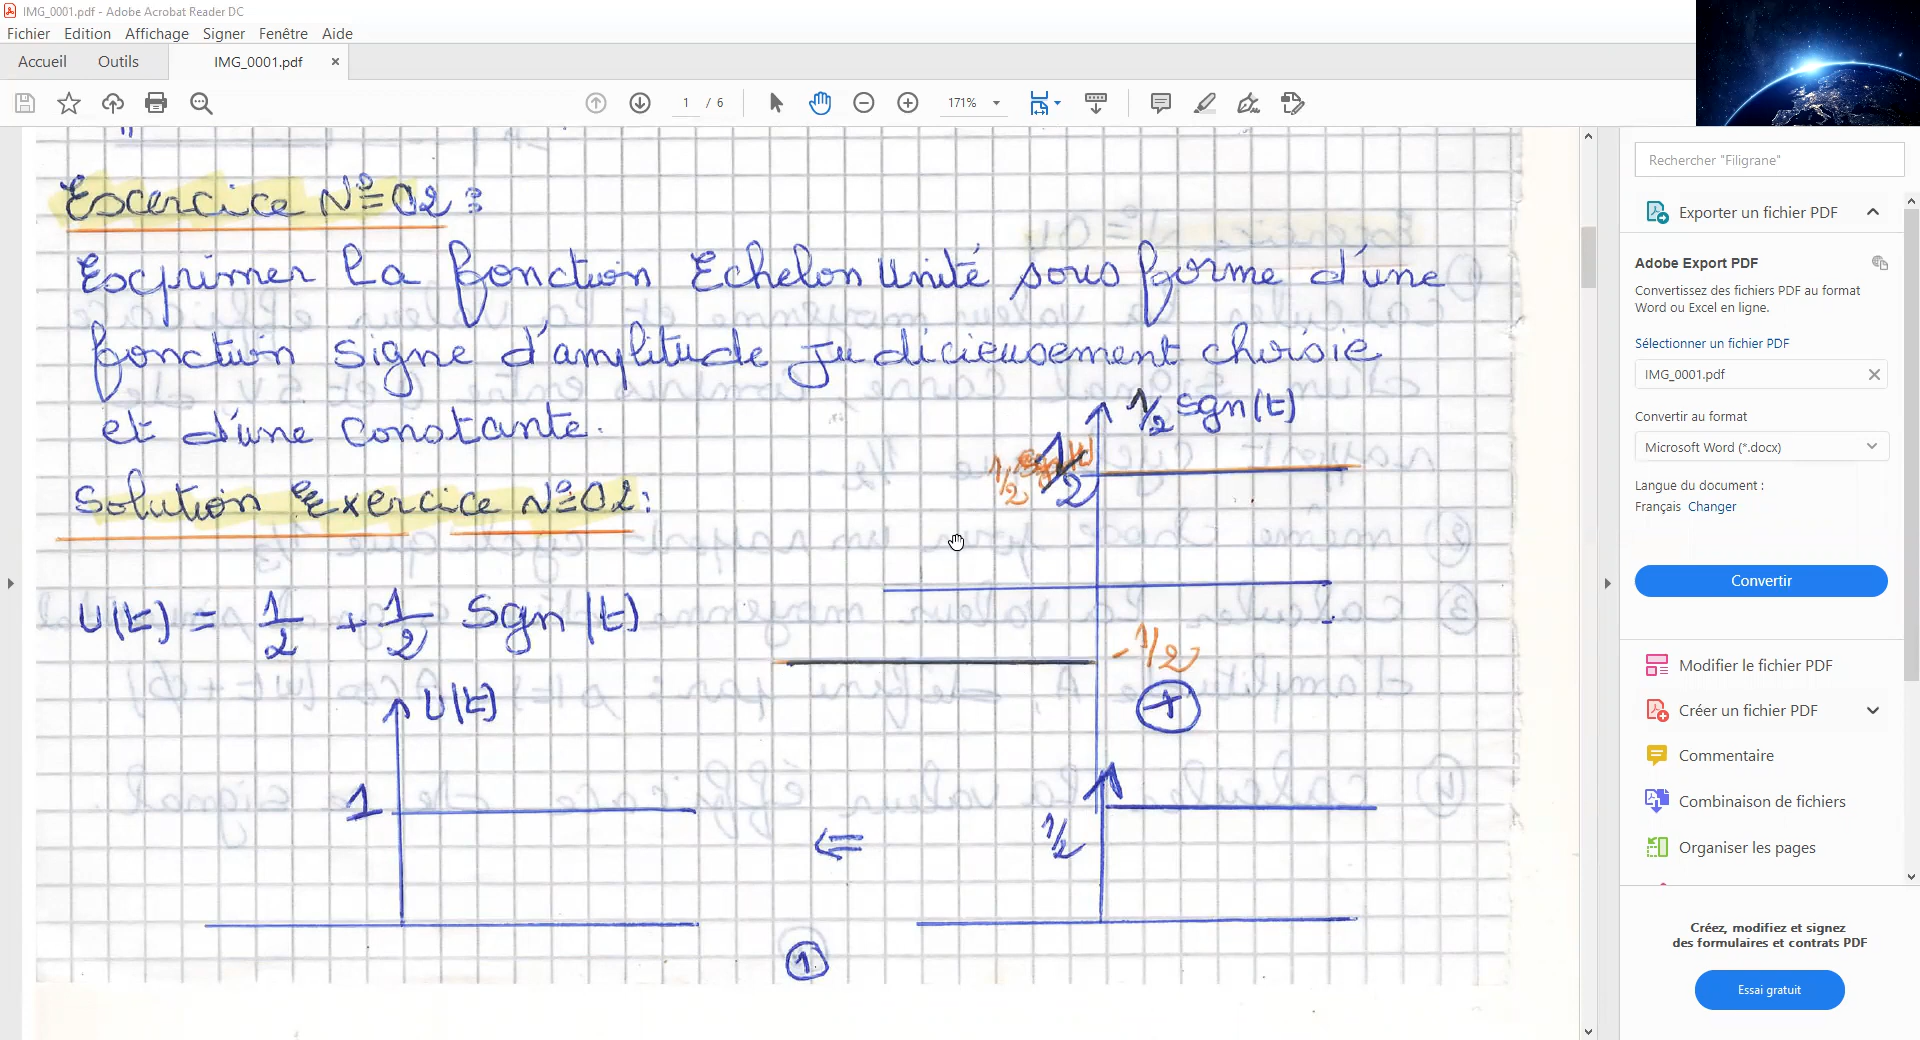 IMG_0001.pdf - Adobe Acrobat Reader DC
Fichier Edition Affichage Signer Fenêtre Aide
Accueil Outils IMG_0001.pdf ×
1 / 6 171%
Escercice N°=02 :
Escprimer la fonction Echelon Unité sous forme d'une
fonction signe d'amplitude judicieusement choisie
et d'une constante.
1/2 sgn(t)
1/2
Solution Exercice N°=02 :
U(t) = 1/2 + 1/2 Sgn(t)
-1/2
+
U(t)
1
⇐
1/2
1
Rechercher "Filigrane"
Exporter un fichier PDF
Adobe Export PDF
Convertissez des fichiers PDF au format
Word ou Excel en ligne.
Sélectionner un fichier PDF
IMG_0001.pdf ×
Convertir au format
Microsoft Word (*.docx)
Langue du document :
Français Changer
Convertir
Modifier le fichier PDF
Créer un fichier PDF
Commentaire
Combinaison de fichiers
Organiser les pages
Créez, modifiez et signez
des formulaires et contrats PDF
Essai gratuit